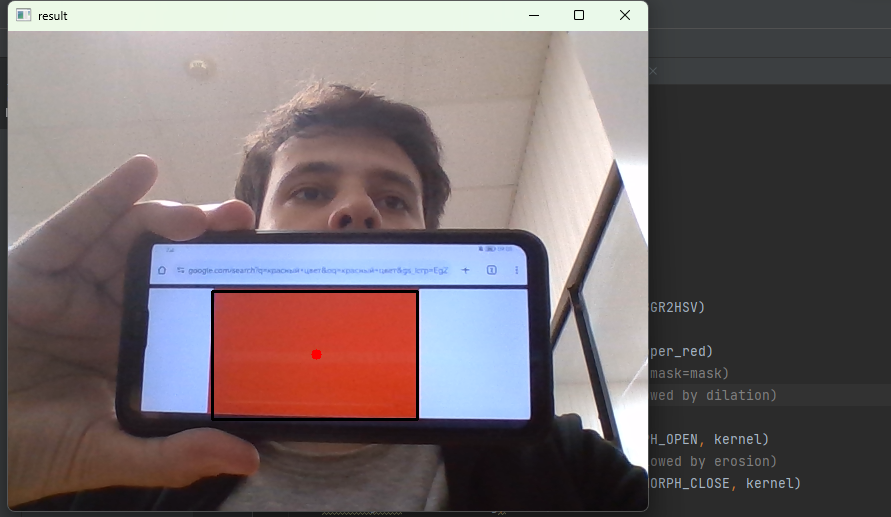 result
google.com/search?q=красный+цвет&oq=красный+цвет&gs_lcrp=EgZ
1
GR2HSV)
per_red)
mask=mask)
wed by dilation)
H_OPEN, kernel)
owed by erosion)
ORPH_CLOSE, kernel)